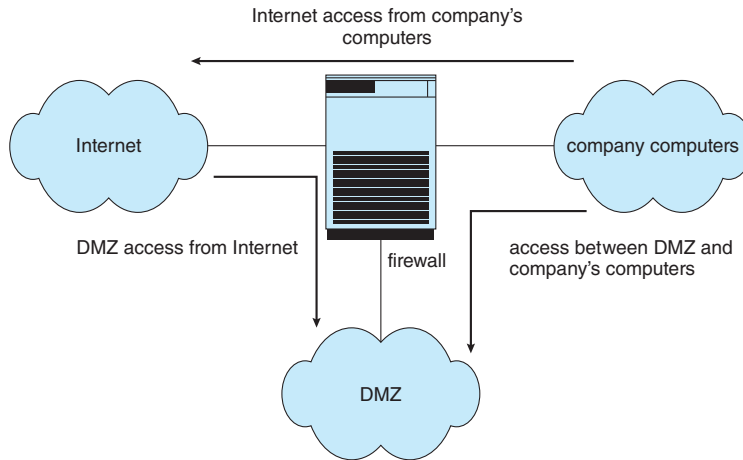 Internet access from company's
computers
Internet
company computers
DMZ access from Internet
firewall
access between DMZ and
company's computers
DMZ